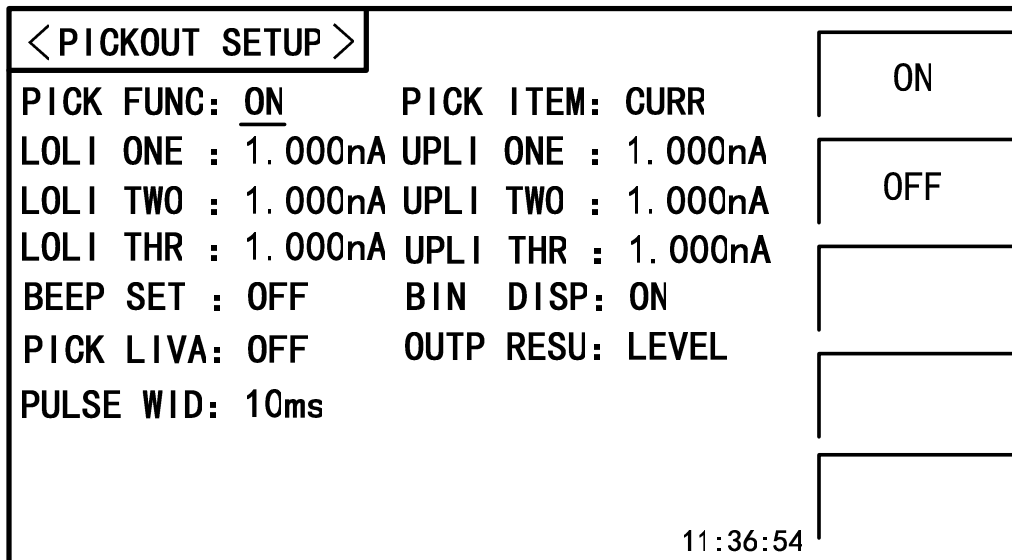 <PICKOUT SETUP>
PICK FUNC: ON PICK ITEM: CURR
LOLI ONE : 1.000nA UPLI ONE : 1.000nA
LOLI TWO : 1.000nA UPLI TWO : 1.000nA
LOLI THR : 1.000nA UPLI THR : 1.000nA
BEEP SET : OFF BIN DISP: ON
PICK LIVA: OFF OUTP RESU: LEVEL
PULSE WID: 10ms
11:36:54
ON
OFF